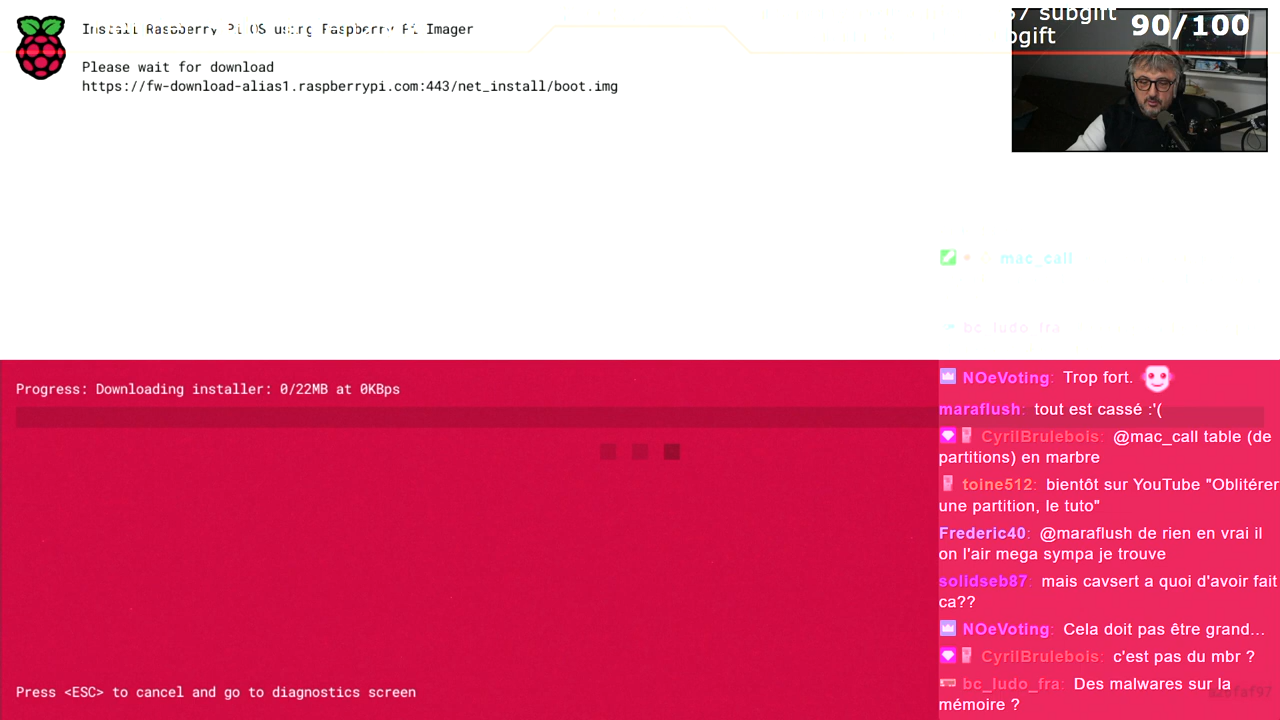 Install Raspberry Pi OS using Raspberry Pi Imager
Please wait for download
https://fw-download-alias1.raspberrypi.com:443/net_install/boot.img
subgift
90/100
mac_call
bc_ludo_fra
Progress: Downloading installer: 0/22MB at 0KBps
NOeVoting: Trop fort.
maraflush: tout est cassé :'(
CyrilBrulebois: @mac_call table (de
partitions) en marbre
toine512: bientôt sur YouTube "Oblitérer
une partition, le tuto"
Frederic40: @maraflush de rien en vrai il
on l'air mega sympa je trouve
solidseb87: mais cavsert a quoi d'avoir fait
ca??
NOeVoting: Cela doit pas être grand...
CyrilBrulebois: c'est pas du mbr ?
bc_ludo_fra: Des malwares sur la
mémoire ?
Press <ESC> to cancel and go to diagnostics screen